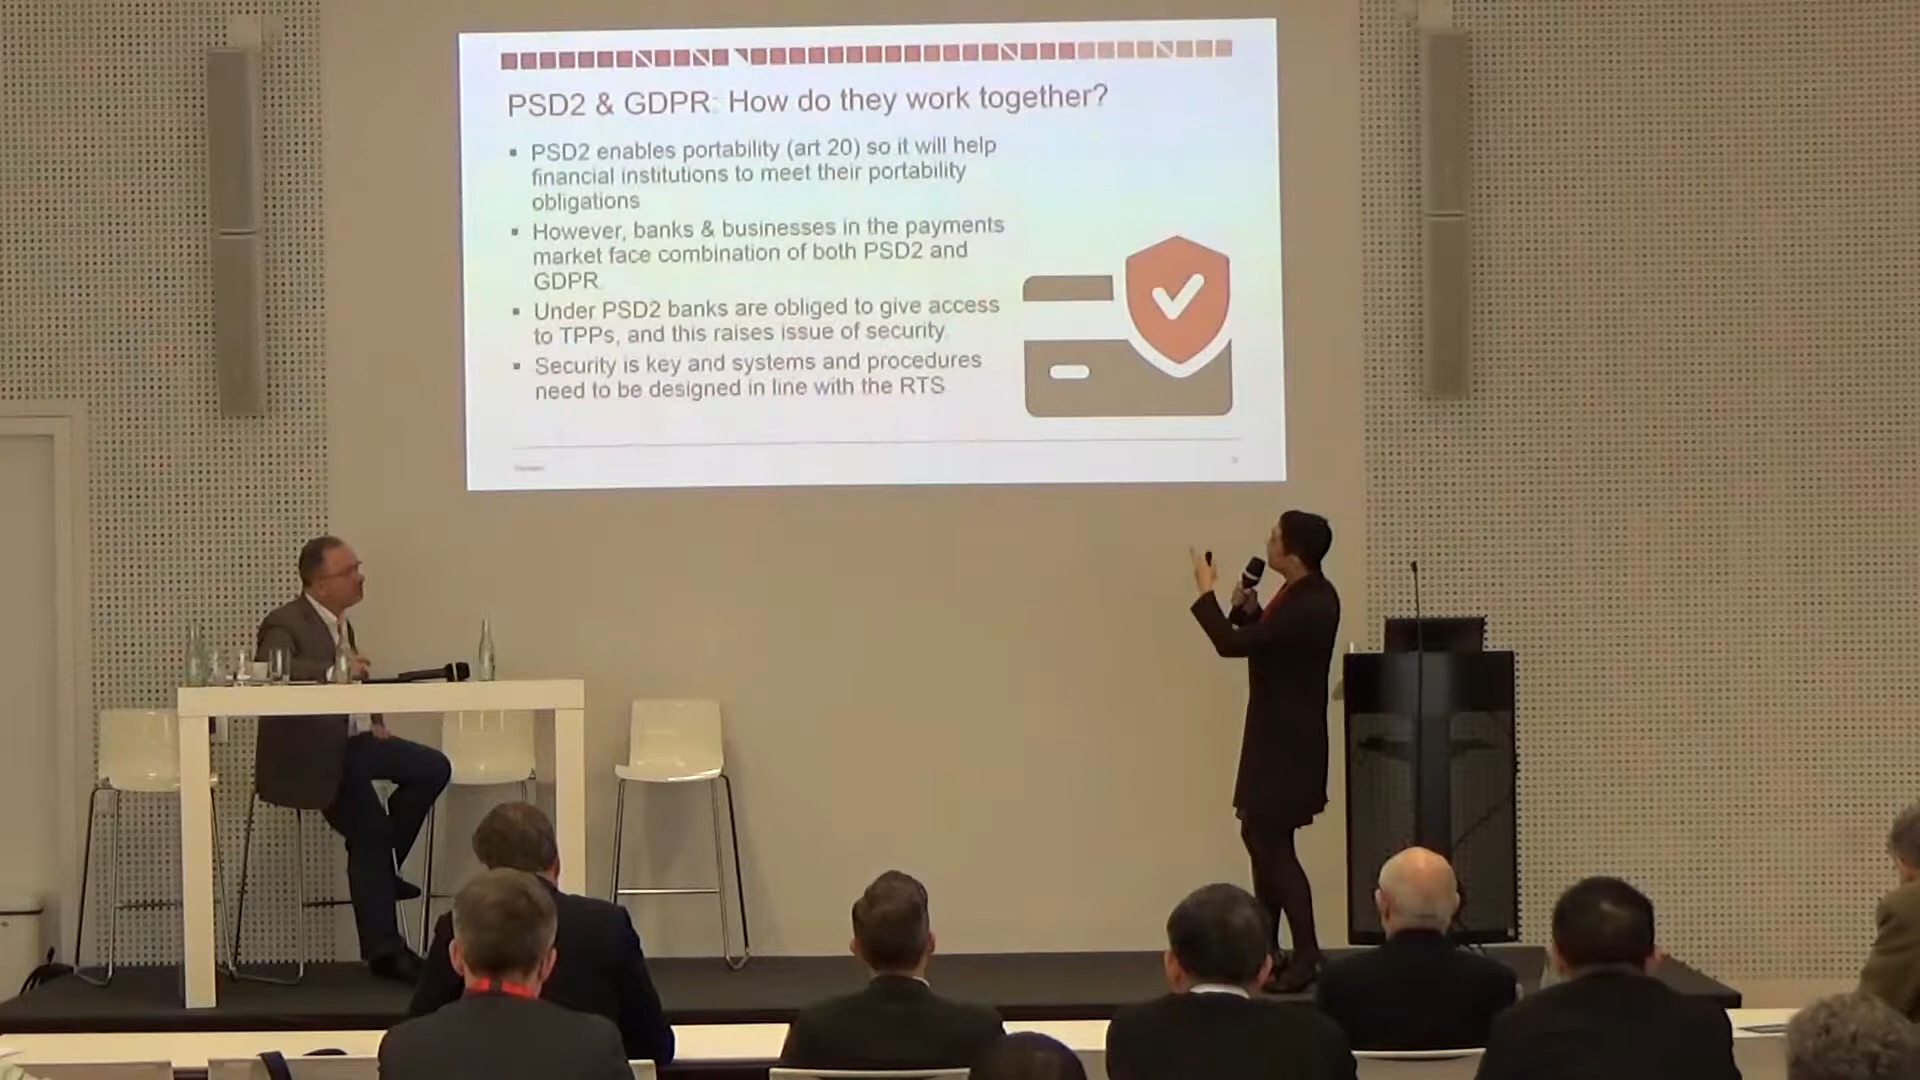 PSD2 & GDPR: How do they work together?
▪ PSD2 enables portability (art 20) so it will help
financial institutions to meet their portability
obligations
▪ However, banks & businesses in the payments
market face combination of both PSD2 and
GDPR.
▪ Under PSD2 banks are obliged to give access
to TPPs, and this raises issue of security.
▪ Security is key and systems and procedures
need to be designed in line with the RTS.